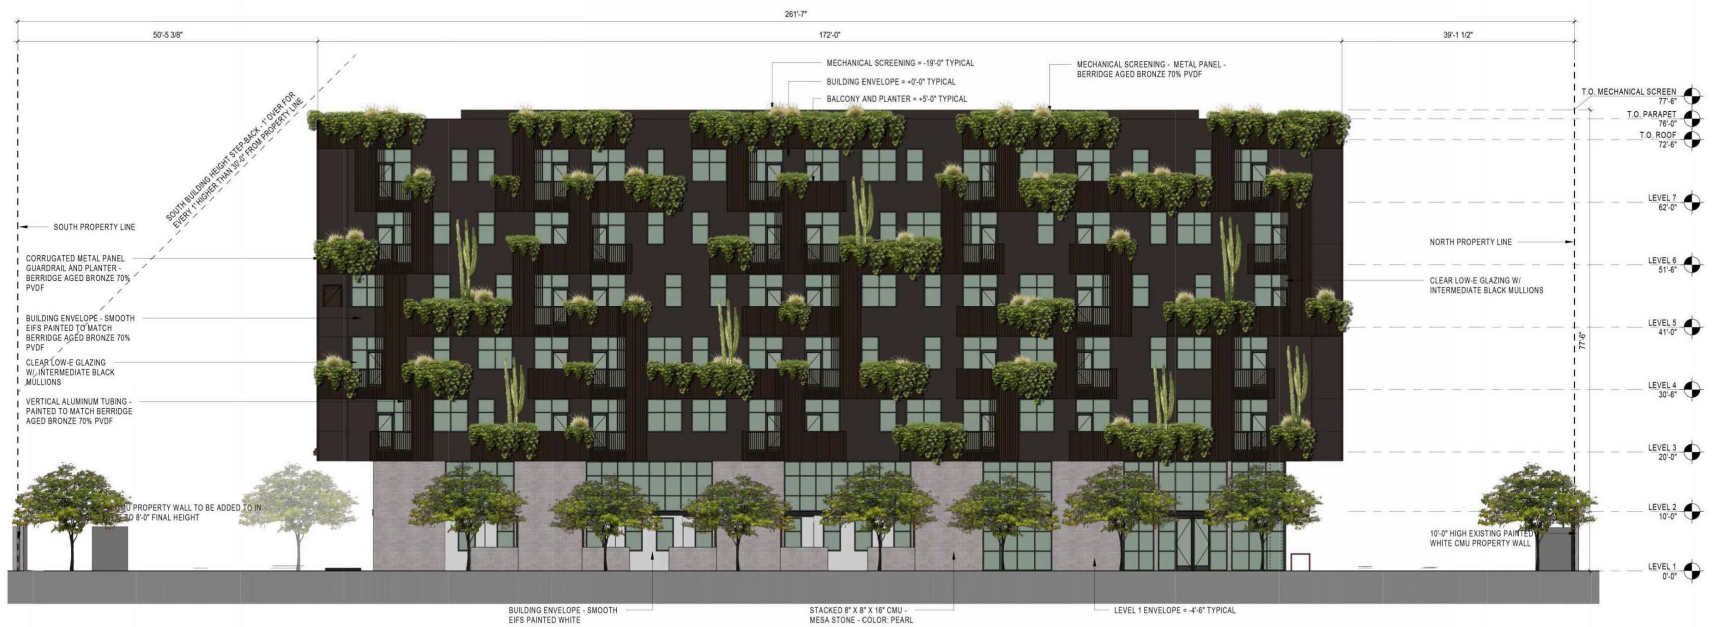 261'-7"
50'-5 3/8"
172'-0"
39'-1 1/2"
MECHANICAL SCREENING = -19'-0" TYPICAL
BUILDING ENVELOPE = +0'-0" TYPICAL
BALCONY AND PLANTER = +5'-0" TYPICAL
MECHANICAL SCREENING - METAL PANEL -
BERRIDGE AGED BRONZE 70% PVDF
T.O. MECHANICAL SCREEN
77'-6"
T.O. PARAPET
76'-0"
T.O. ROOF
72'-6"
SOUTH BUILDING HEIGHT STEP-BACK - 1' OVER FOR
EVERY 1' HIGHER THAN 30'-0" FROM PROPERTY LINE
SOUTH PROPERTY LINE
CORRUGATED METAL PANEL
GUARDRAIL AND PLANTER -
BERRIDGE AGED BRONZE 70%
PVDF
BUILDING ENVELOPE - SMOOTH
EIFS PAINTED TO MATCH
BERRIDGE AGED BRONZE 70%
PVDF
CLEAR LOW-E GLAZING
W/ INTERMEDIATE BLACK
MULLIONS
VERTICAL ALUMINUM TUBING -
PAINTED TO MATCH BERRIDGE
AGED BRONZE 70% PVDF
PROPERTY WALL TO BE ADDED TO IN
TO 8'-0" FINAL HEIGHT
NORTH PROPERTY LINE
CLEAR LOW-E GLAZING W/
INTERMEDIATE BLACK MULLIONS
LEVEL 7
62'-0"
LEVEL 6
51'-6"
LEVEL 5
41'-0"
77'-6"
LEVEL 4
30'-6"
LEVEL 3
20'-0"
LEVEL 2
10'-0"
10'-0" HIGH EXISTING PAINTED
WHITE CMU PROPERTY WALL
LEVEL 1
0'-0"
BUILDING ENVELOPE - SMOOTH
EIFS PAINTED WHITE
STACKED 8" X 8" X 16" CMU -
MESA STONE - COLOR: PEARL
LEVEL 1 ENVELOPE = -4'-6" TYPICAL